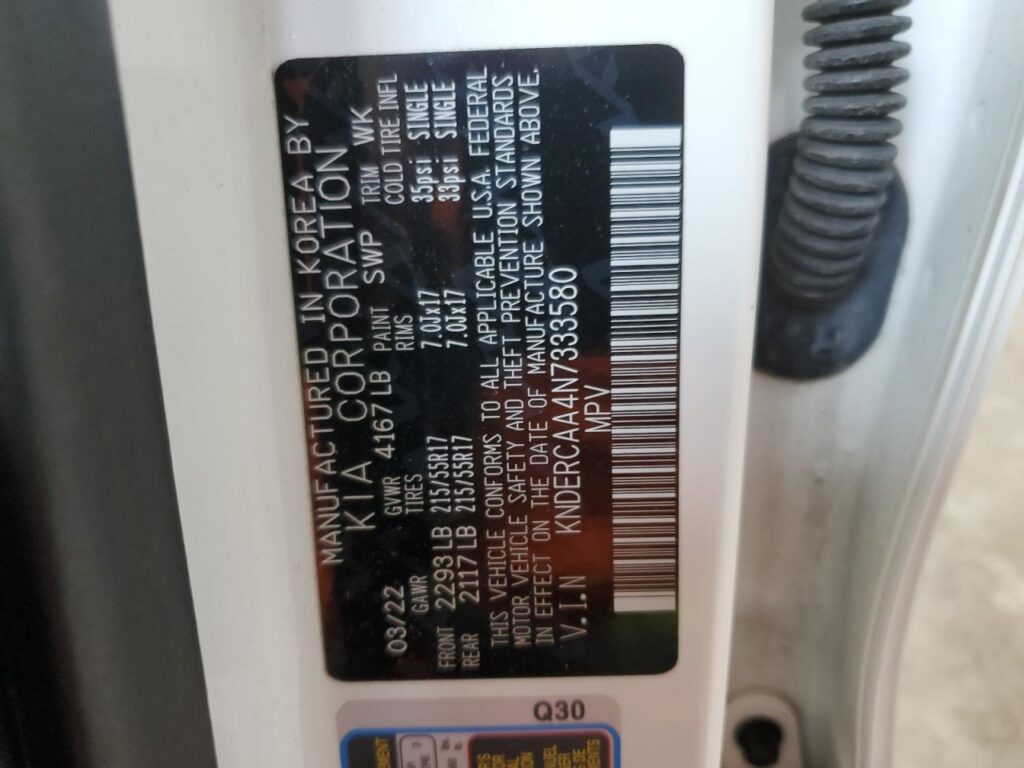 MANUFACTURED IN KOREA BY
KIA CORPORATION
03/22 GVWR 4167 LB PAINT SWP TRIM WK
GAWR TIRES RIMS COLD TIRE INFL
FRONT 2293 LB 215/55R17 7.0Jx17 35psi SINGLE
REAR 2117 LB 215/55R17 7.0Jx17 33psi SINGLE
THIS VEHICLE CONFORMS TO ALL APPLICABLE U.S.A. FEDERAL
MOTOR VEHICLE SAFETY AND THEFT PREVENTION STANDARDS
IN EFFECT ON THE DATE OF MANUFACTURE SHOWN ABOVE.
V.I.N KNDERCAA4N7333580
MPV
Q30